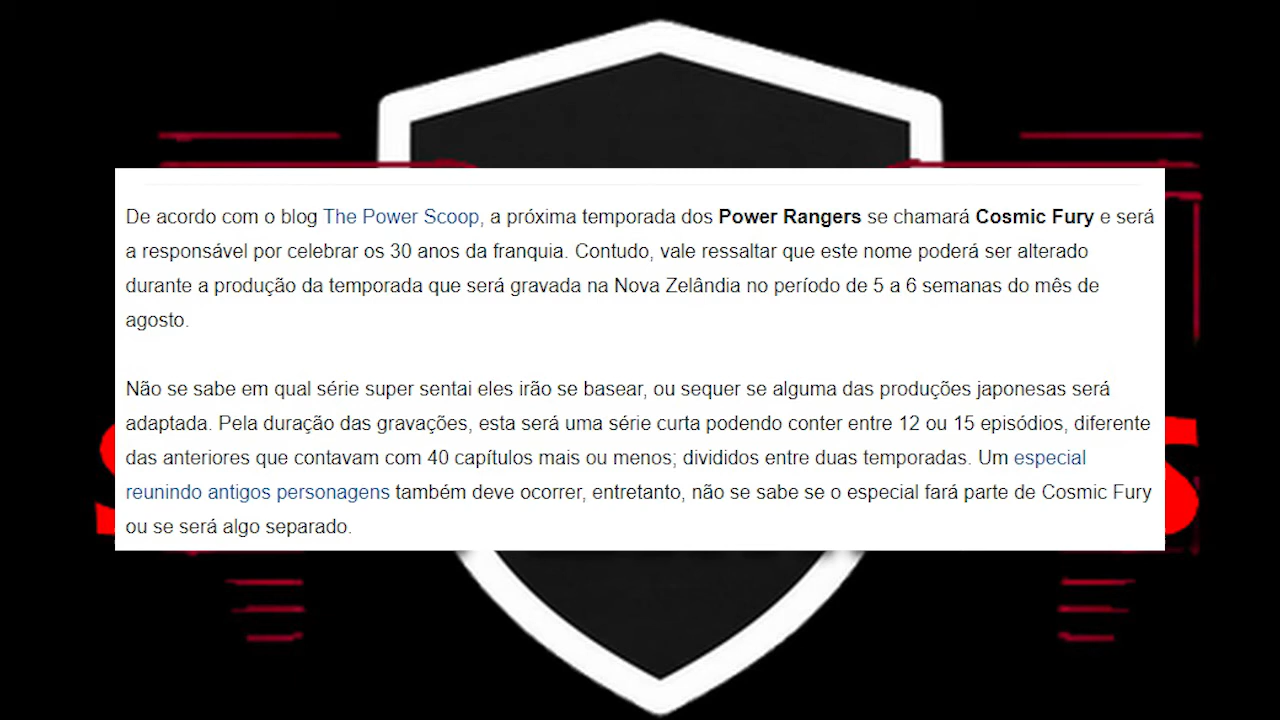 De acordo com o blog The Power Scoop, a próxima temporada dos Power Rangers se chamará Cosmic Fury e será
a responsável por celebrar os 30 anos da franquia. Contudo, vale ressaltar que este nome poderá ser alterado
durante a produção da temporada que será gravada na Nova Zelândia no período de 5 a 6 semanas do mês de
agosto.
Não se sabe em qual série super sentai eles irão se basear, ou sequer se alguma das produções japonesas será
adaptada. Pela duração das gravações, esta será uma série curta podendo conter entre 12 ou 15 episódios, diferente
das anteriores que contavam com 40 capítulos mais ou menos; divididos entre duas temporadas. Um especial
reunindo antigos personagens também deve ocorrer, entretanto, não se sabe se o especial fará parte de Cosmic Fury
ou se será algo separado.